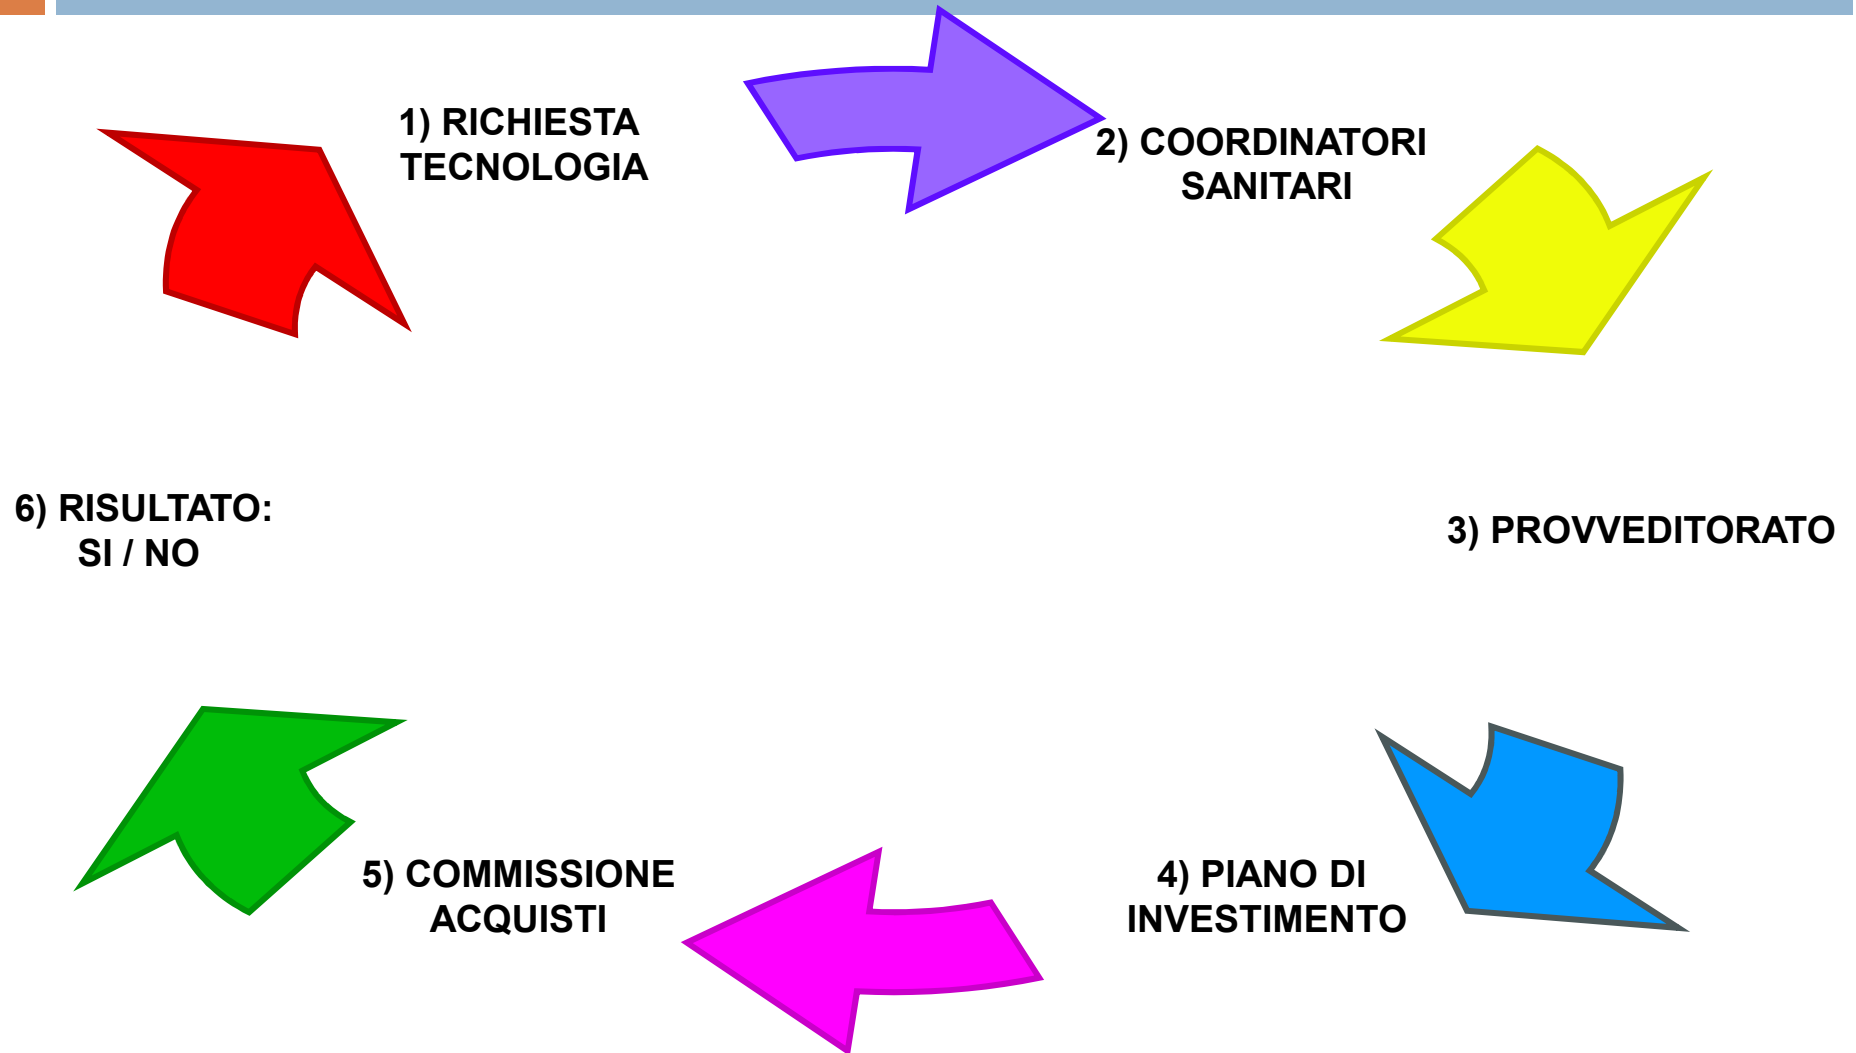 1) RICHIESTA
TECNOLOGIA
2) COORDINATORI
SANITARI
3) PROVVEDITORATO
4) PIANO DI
INVESTIMENTO
5) COMMISSIONE
ACQUISTI
6) RISULTATO:
SI / NO